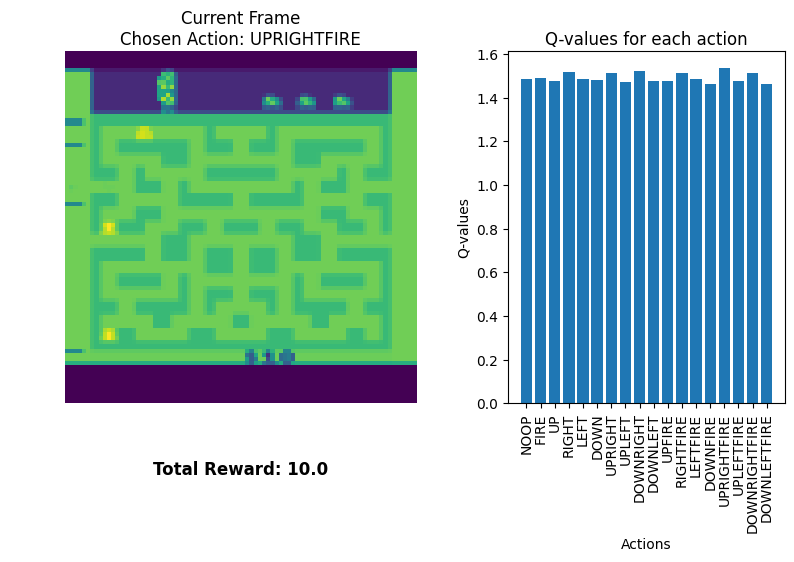 Current Frame
Chosen Action: UPRIGHTFIRE
Total Reward: 10.0
Q-values for each action
Q-values
1.6
1.4
1.2
1.0
0.8
0.6
0.4
0.2
0.0
NOOP
FIRE
UP
RIGHT
LEFT
DOWN
UPRIGHT
UPLEFT
DOWNRIGHT
DOWNLEFT
UPFIRE
RIGHTFIRE
LEFTFIRE
DOWNFIRE
UPRIGHTFIRE
UPLEFTFIRE
DOWNRIGHTFIRE
DOWNLEFTFIRE
Actions